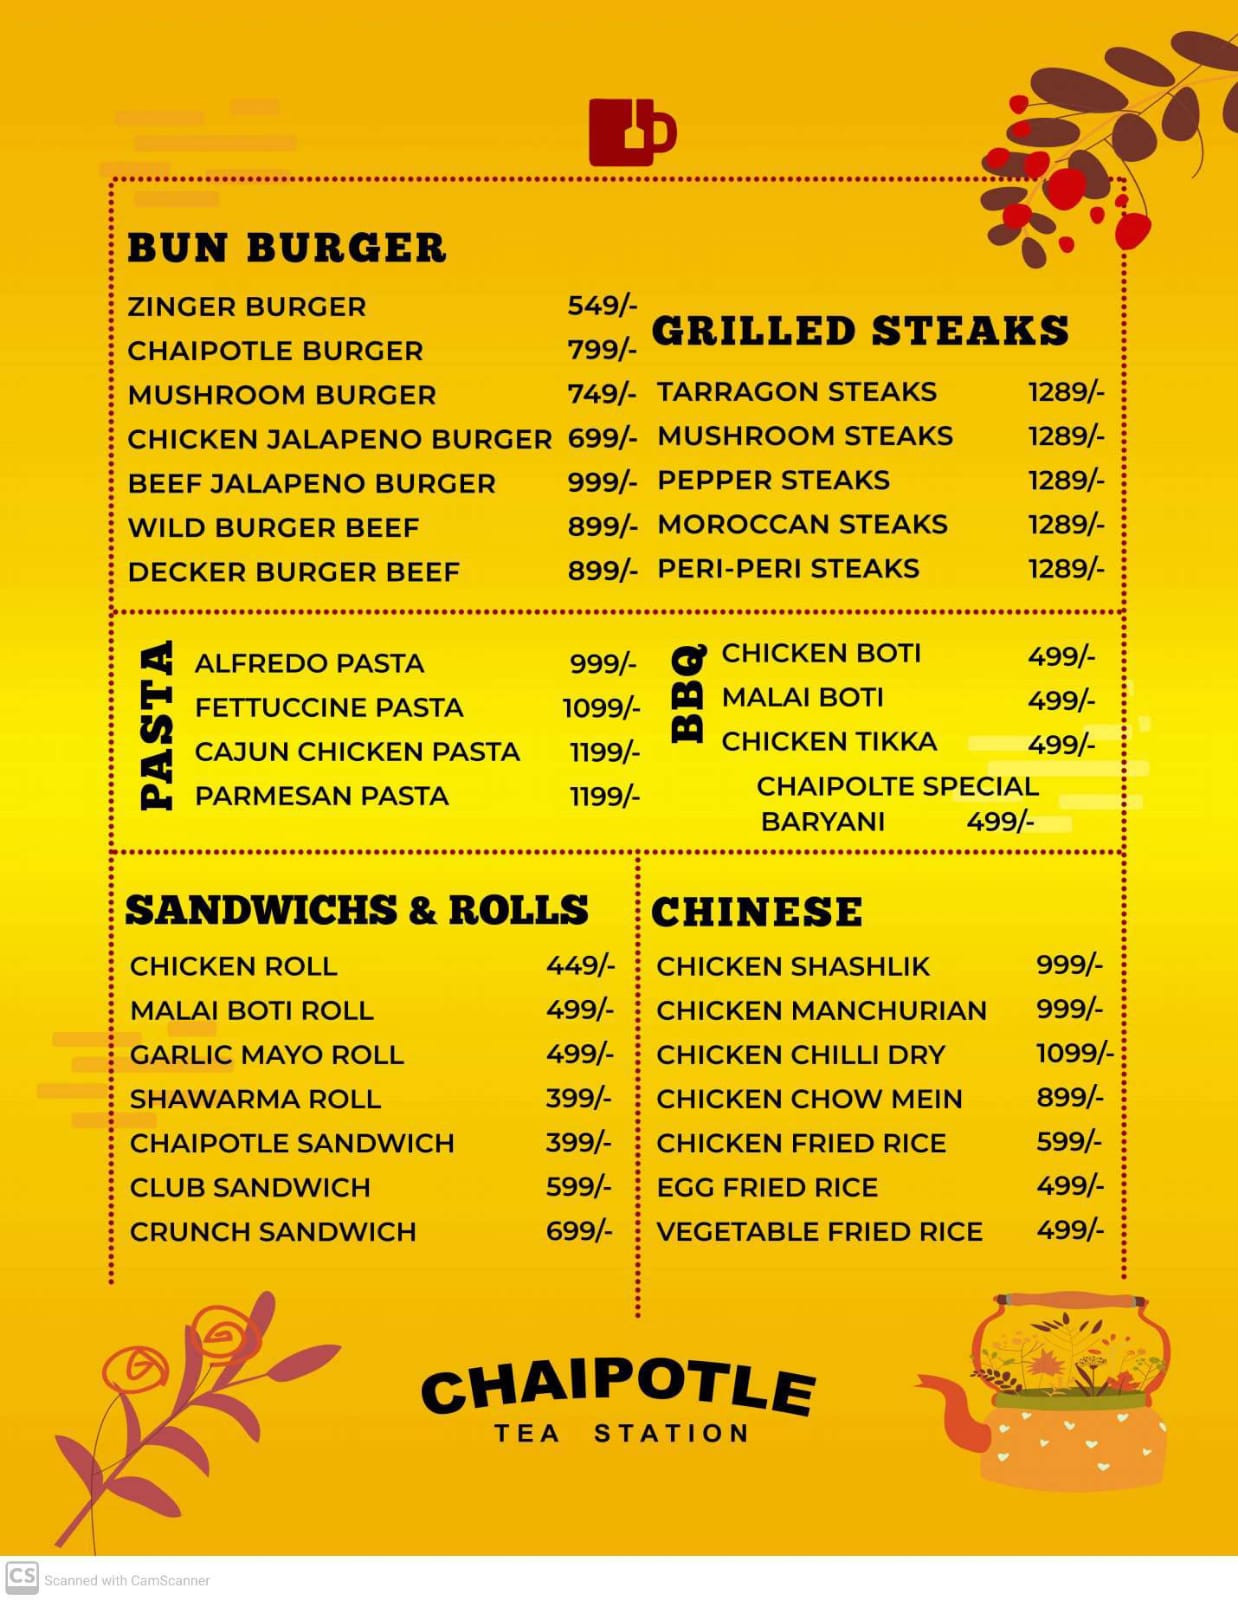 BUN BURGER
ZINGER BURGER 549/-
CHAIPOTLE BURGER 799/-
MUSHROOM BURGER 749/-
CHICKEN JALAPENO BURGER 699/-
BEEF JALAPENO BURGER 999/-
WILD BURGER BEEF 899/-
DECKER BURGER BEEF 899/-
GRILLED STEAKS
TARRAGON STEAKS 1289/-
MUSHROOM STEAKS 1289/-
PEPPER STEAKS 1289/-
MOROCCAN STEAKS 1289/-
PERI-PERI STEAKS 1289/-
PASTA
ALFREDO PASTA 999/-
FETTUCCINE PASTA 1099/-
CAJUN CHICKEN PASTA 1199/-
PARMESAN PASTA 1199/-
BBQ
CHICKEN BOTI 499/-
MALAI BOTI 499/-
CHICKEN TIKKA 499/-
CHAIPOLTE SPECIAL
BARYANI 499/-
SANDWICHS & ROLLS
CHICKEN ROLL 449/-
MALAI BOTI ROLL 499/-
GARLIC MAYO ROLL 499/-
SHAWARMA ROLL 399/-
CHAIPOTLE SANDWICH 399/-
CLUB SANDWICH 599/-
CRUNCH SANDWICH 699/-
CHINESE
CHICKEN SHASHLIK 999/-
CHICKEN MANCHURIAN 999/-
CHICKEN CHILLI DRY 1099/-
CHICKEN CHOW MEIN 899/-
CHICKEN FRIED RICE 599/-
EGG FRIED RICE 499/-
VEGETABLE FRIED RICE 499/-
CHAIPOTLE
TEA STATION
CS Scanned with CamScanner